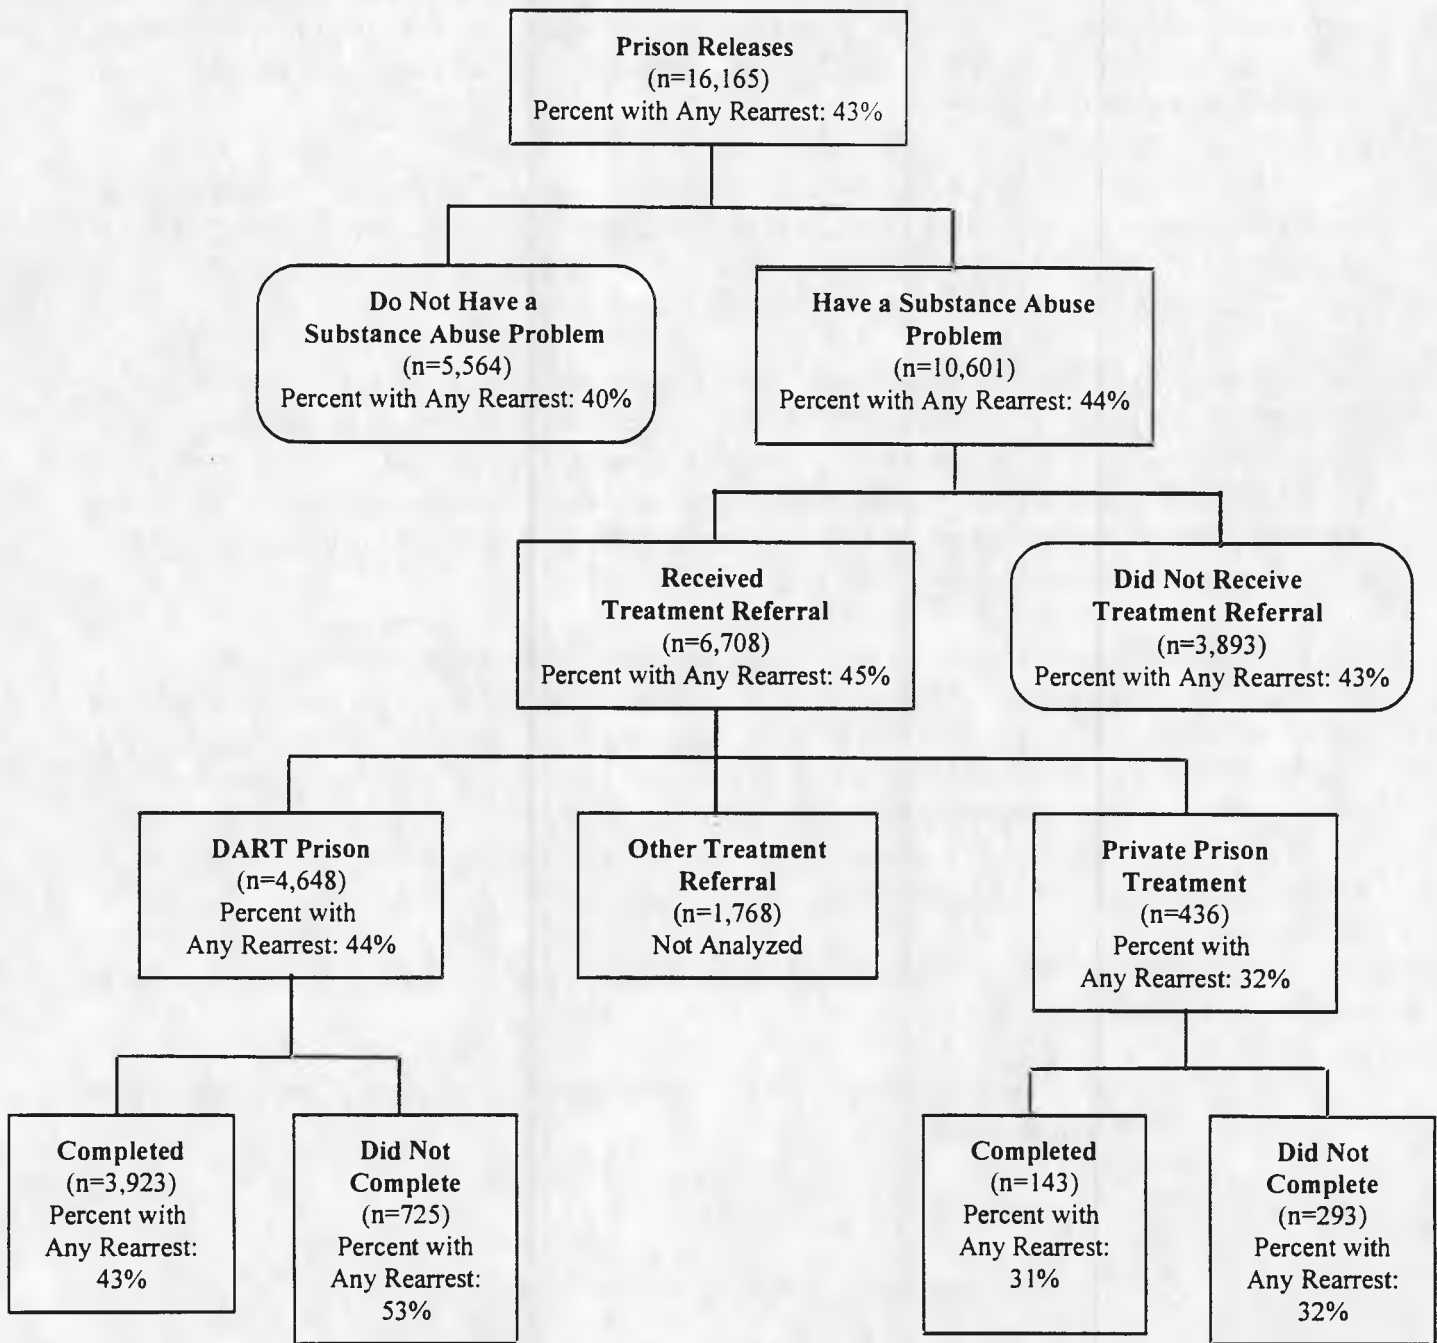 Prison Releases
(n=16,165)
Percent with Any Rearrest: 43%
Do Not Have a
Substance Abuse Problem
(n=5,564)
Percent with Any Rearrest: 40%
Have a Substance Abuse
Problem
(n=10,601)
Percent with Any Rearrest: 44%
Received
Treatment Referral
(n=6,708)
Percent with Any Rearrest: 45%
Did Not Receive
Treatment Referral
(n=3,893)
Percent with Any Rearrest: 43%
DART Prison
(n=4,648)
Percent with
Any Rearrest: 44%
Other Treatment
Referral
(n=1,768)
Not Analyzed
Private Prison
Treatment
(n=436)
Percent with
Any Rearrest: 32%
Completed
(n=3,923)
Percent with
Any Rearrest:
43%
Did Not
Complete
(n=725)
Percent with
Any Rearrest:
53%
Completed
(n=143)
Percent with
Any Rearrest:
31%
Did Not
Complete
(n=293)
Percent with
Any Rearrest:
32%